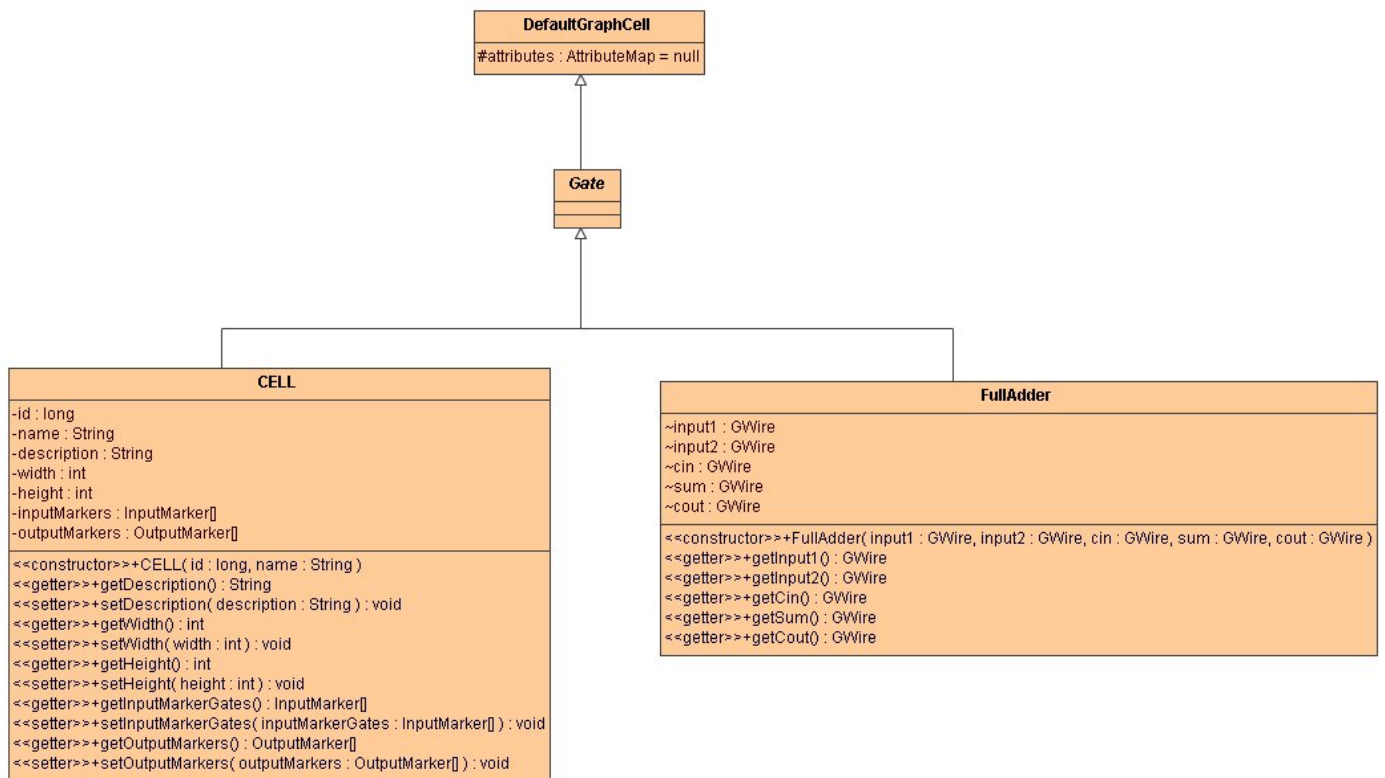 DefaultGraphCell
#attributes : AttributeMap = null
Gate
CELL
-id : long
-name : String
-description : String
-width : int
-height : int
-inputMarkers : InputMarker[]
-outputMarkers : OutputMarker[]
<<constructor>>+CELL( id : long, name : String )
<<getter>>+getDescription() : String
<<setter>>+setDescription( description : String ) : void
<<getter>>+getWidth() : int
<<setter>>+setWidth( width : int ) : void
<<getter>>+getHeight() : int
<<setter>>+setHeight( height : int ) : void
<<getter>>+getInputMarkerGates() : InputMarker[]
<<setter>>+setInputMarkerGates( inputMarkerGates : InputMarker[] ) : void
<<getter>>+getOutputMarkers() : OutputMarker[]
<<setter>>+setOutputMarkers( outputMarkers : OutputMarker[] ) : void
FullAdder
~input1 : GWire
~input2 : GWire
~cin : GWire
~sum : GWire
~cout : GWire
<<constructor>>+FullAdder( input1 : GWire, input2 : GWire, cin : GWire, sum : GWire, cout : GWire )
<<getter>>+getInput1() : GWire
<<getter>>+getInput2() : GWire
<<getter>>+getCin() : GWire
<<getter>>+getSum() : GWire
<<getter>>+getCout() : GWire